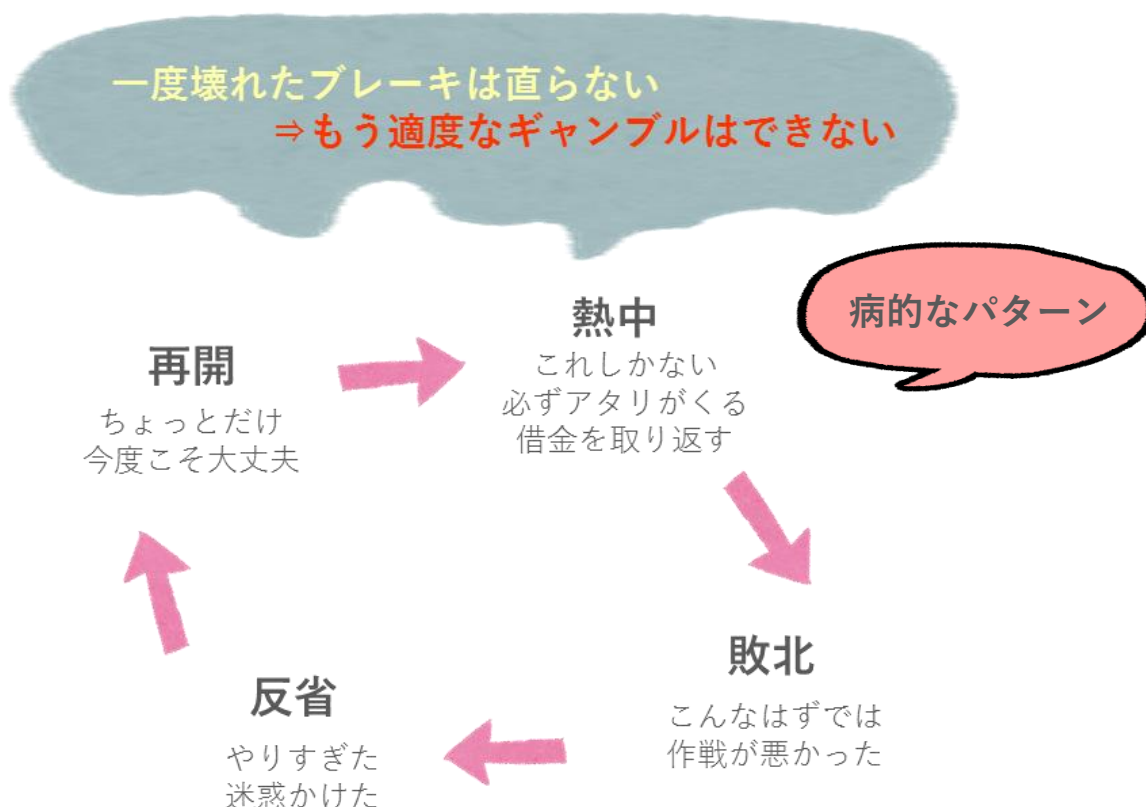 一度壊れたブレーキは直らない
⇒もう適度なギャンブルはできない
病的なパターン
熱中
これしかない
必ずアタリがくる
借金を取り返す
敗北
こんなはずでは
作戦が悪かった
反省
やりすぎた
迷惑かけた
再開
ちょっとだけ
今度こそ大丈夫